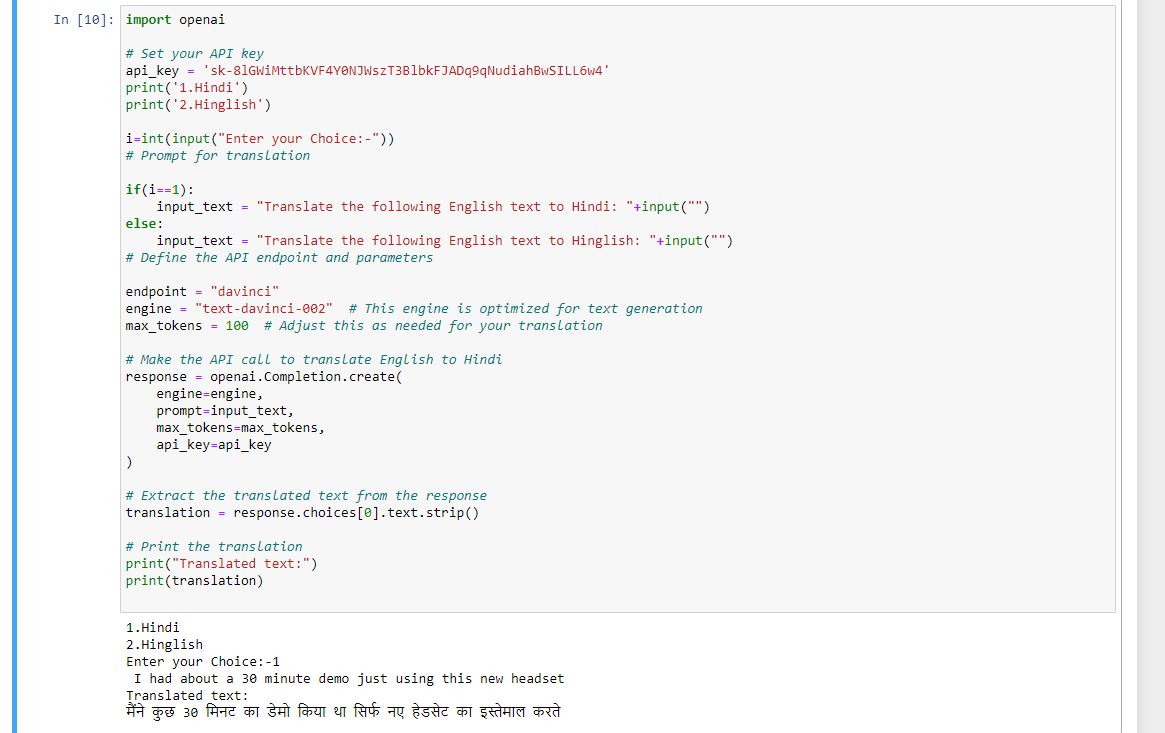 In [10]: import openai
# Set your API key
api_key = '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'
print('1.Hindi')
print('2.Hinglish')
i=int(input("Enter your Choice:-"))
# Prompt for translation
if(i==1):
    input_text = "Translate the following English text to Hindi: "+input("")
else:
    input_text = "Translate the following English text to Hinglish: "+input("")
# Define the API endpoint and parameters
endpoint = "davinci"
engine = "text-davinci-002"  # This engine is optimized for text generation
max_tokens = 100  # Adjust this as needed for your translation
# Make the API call to translate English to Hindi
response = openai.Completion.create(
    engine=engine,
    prompt=input_text,
    max_tokens=max_tokens,
    api_key=api_key
)
# Extract the translated text from the response
translation = response.choices[0].text.strip()
# Print the translation
print("Translated text:")
print(translation)
1.Hindi
2.Hinglish
Enter your Choice:-1
 I had about a 30 minute demo just using this new headset
Translated text:
मैंने कुछ 30 मिनट का डेमो किया था सिर्फ नए हेडसेट का इस्तेमाल करते